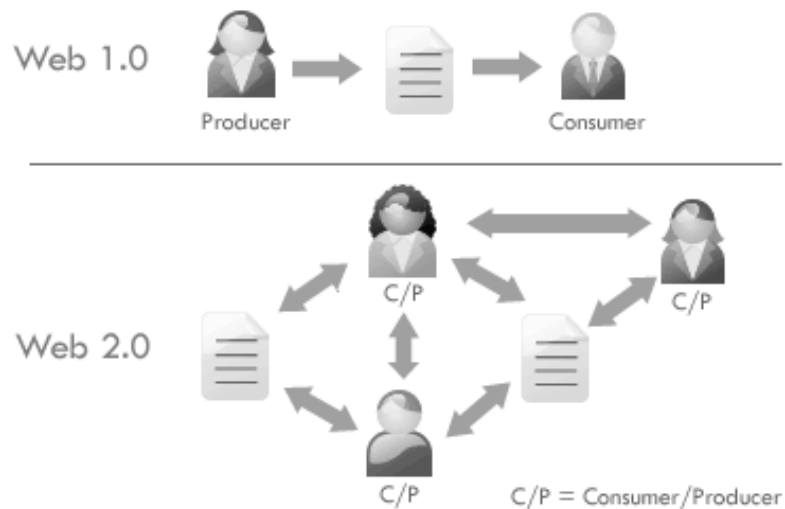 Web 1.0
Producer
Consumer
C/P
C/P
Web 2.0
C/P
C/P = Consumer/Producer